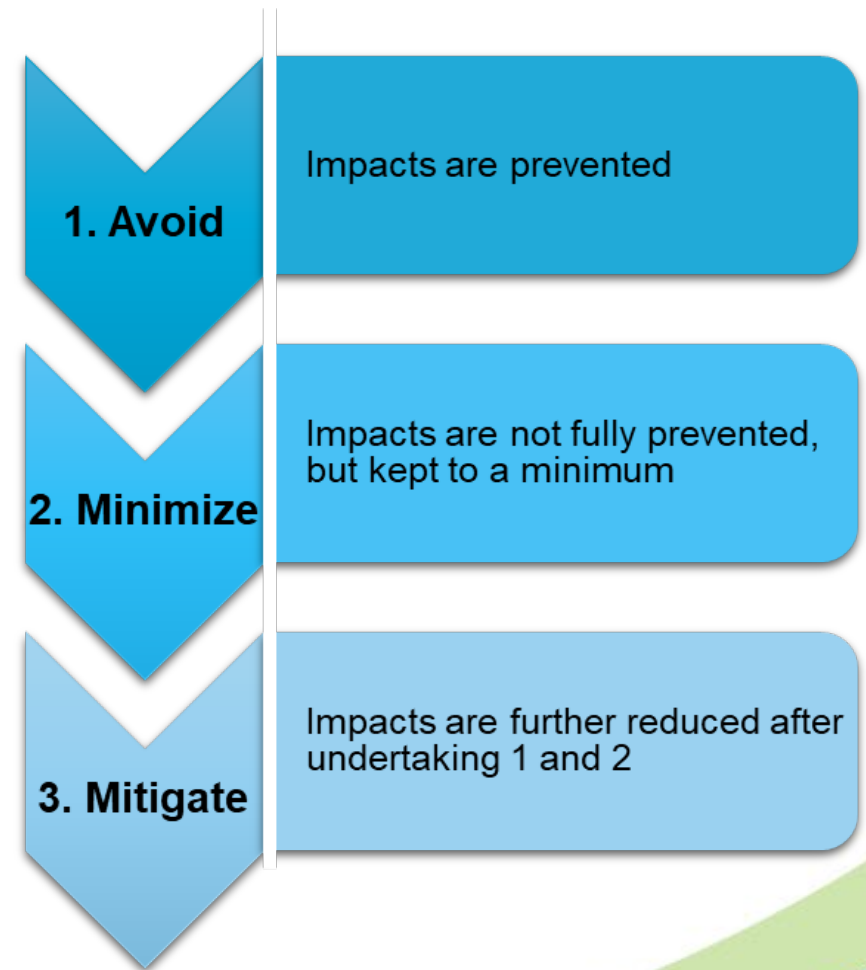 1. Avoid
Impacts are prevented
2. Minimize
Impacts are not fully prevented,
but kept to a minimum
3. Mitigate
Impacts are further reduced after
undertaking 1 and 2